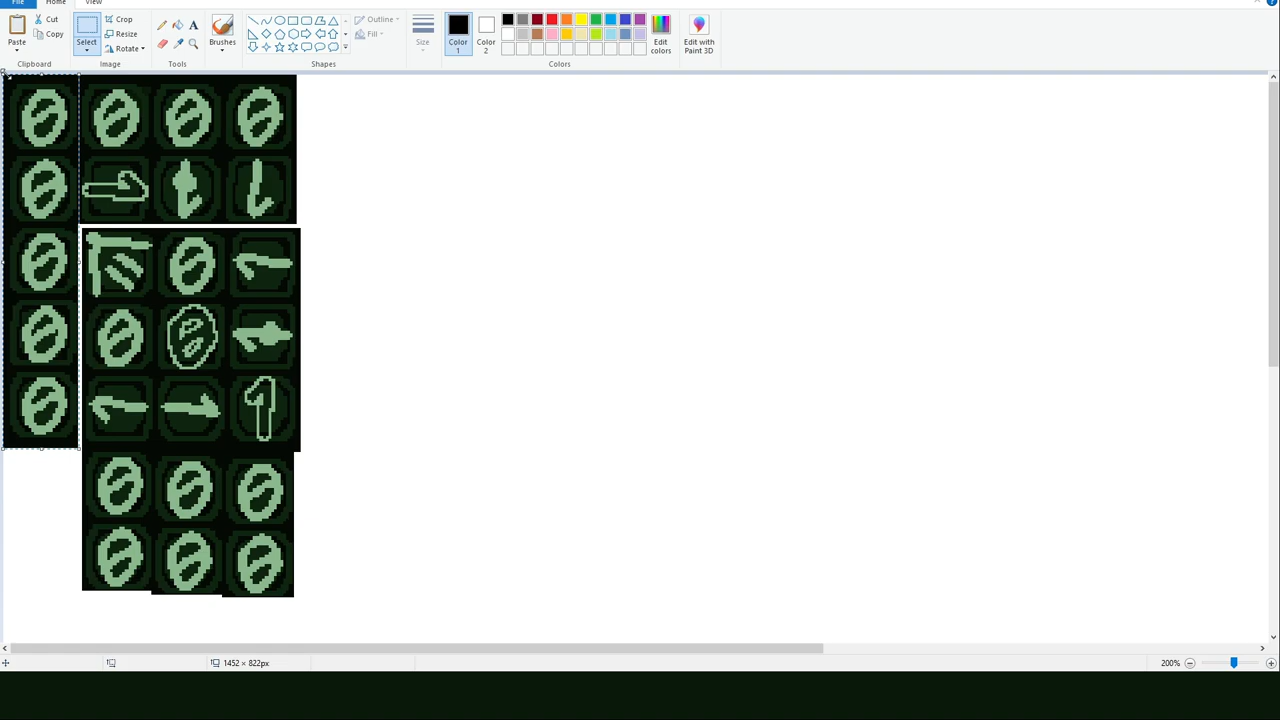 File Home View
Paste Cut Copy Select Crop Resize Rotate A Brushes Outline Fill Size Color 1 Color 2 Edit colors Edit with Paint 3D
Clipboard Image Tools Shapes Colors
1452 × 822px 200%